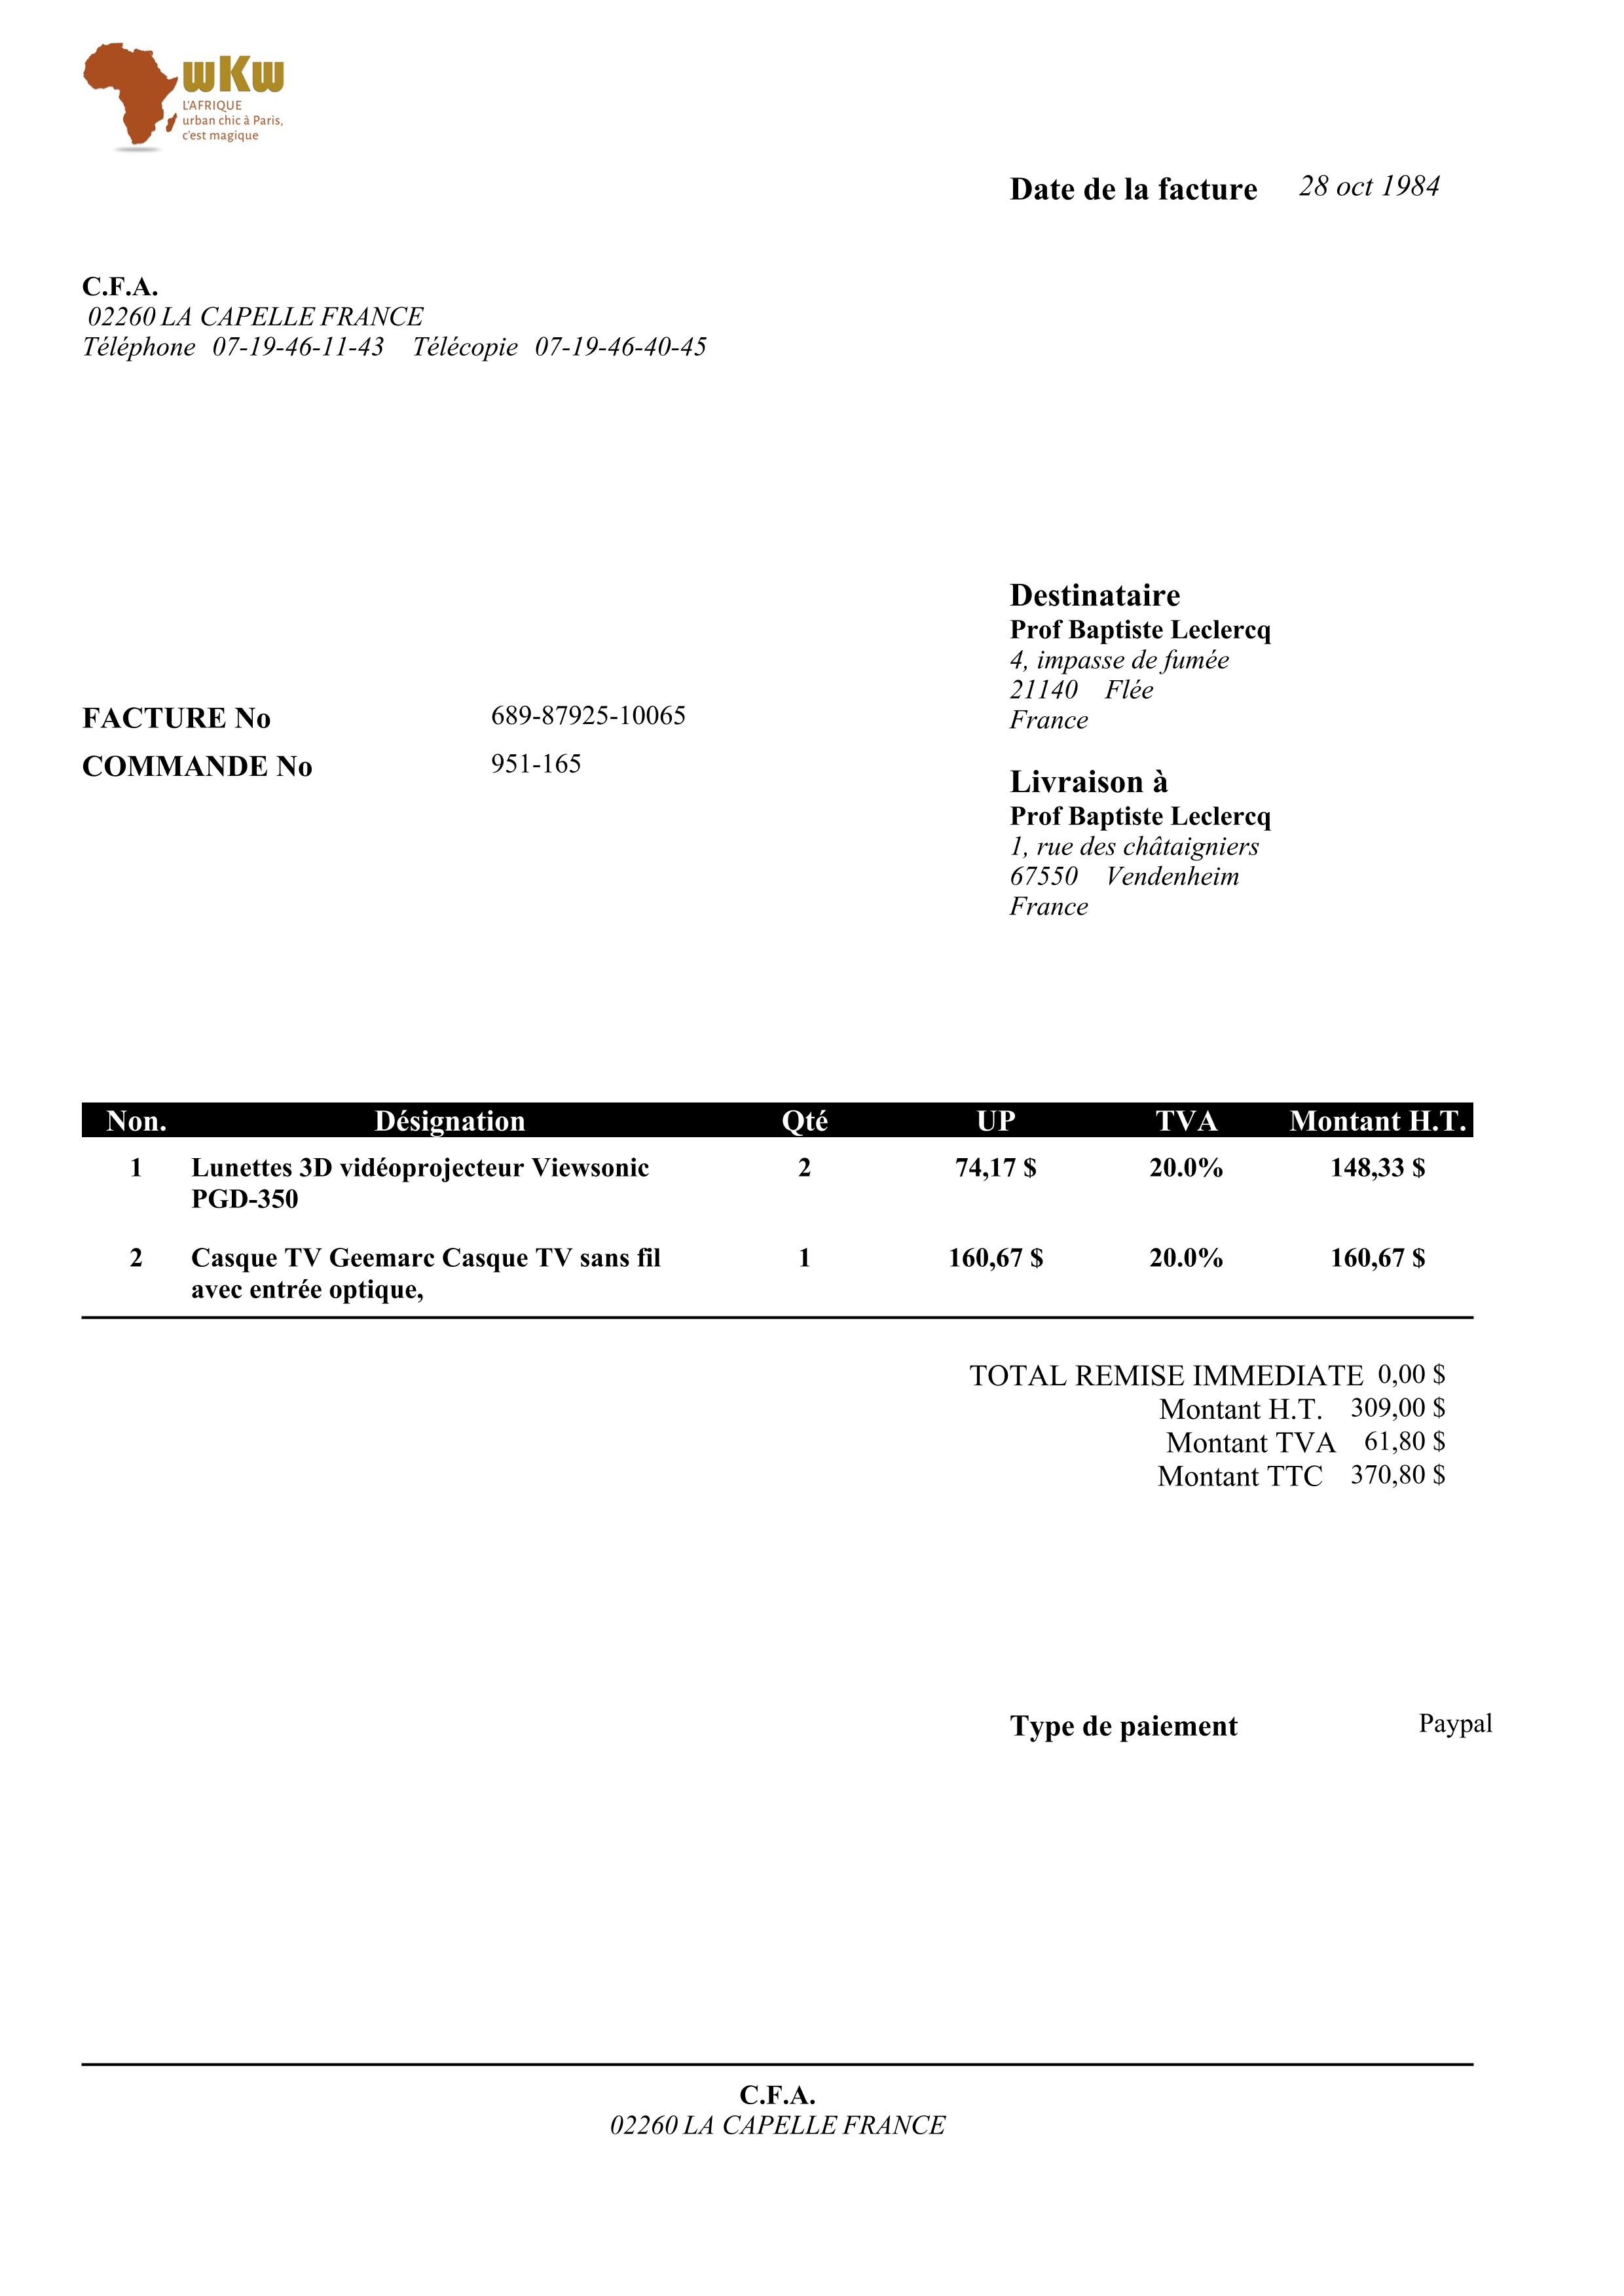 wKw
L'AFRIQUE
urban chic à Paris,
c'est magique
Date de la facture 28 oct 1984
C.F.A.
02260 LA CAPELLE FRANCE
Téléphone 07-19-46-11-43 Télécopie 07-19-46-40-45
Destinataire
Prof Baptiste Leclercq
4, impasse de fumée
21140 Flée
France
FACTURE No 689-87925-10065
COMMANDE No 951-165
Livraison à
Prof Baptiste Leclercq
1, rue des châtaigniers
67550 Vendenheim
France
Non. Désignation Qté UP TVA Montant H.T.
1 Lunettes 3D vidéoprojecteur Viewsonic 2 74,17 $ 20.0% 148,33 $
PGD-350
2 Casque TV Geemarc Casque TV sans fil 1 160,67 $ 20.0% 160,67 $
avec entrée optique,
TOTAL REMISE IMMEDIATE 0,00 $
Montant H.T. 309,00 $
Montant TVA 61,80 $
Montant TTC 370,80 $
Type de paiement Paypal
C.F.A.
02260 LA CAPELLE FRANCE